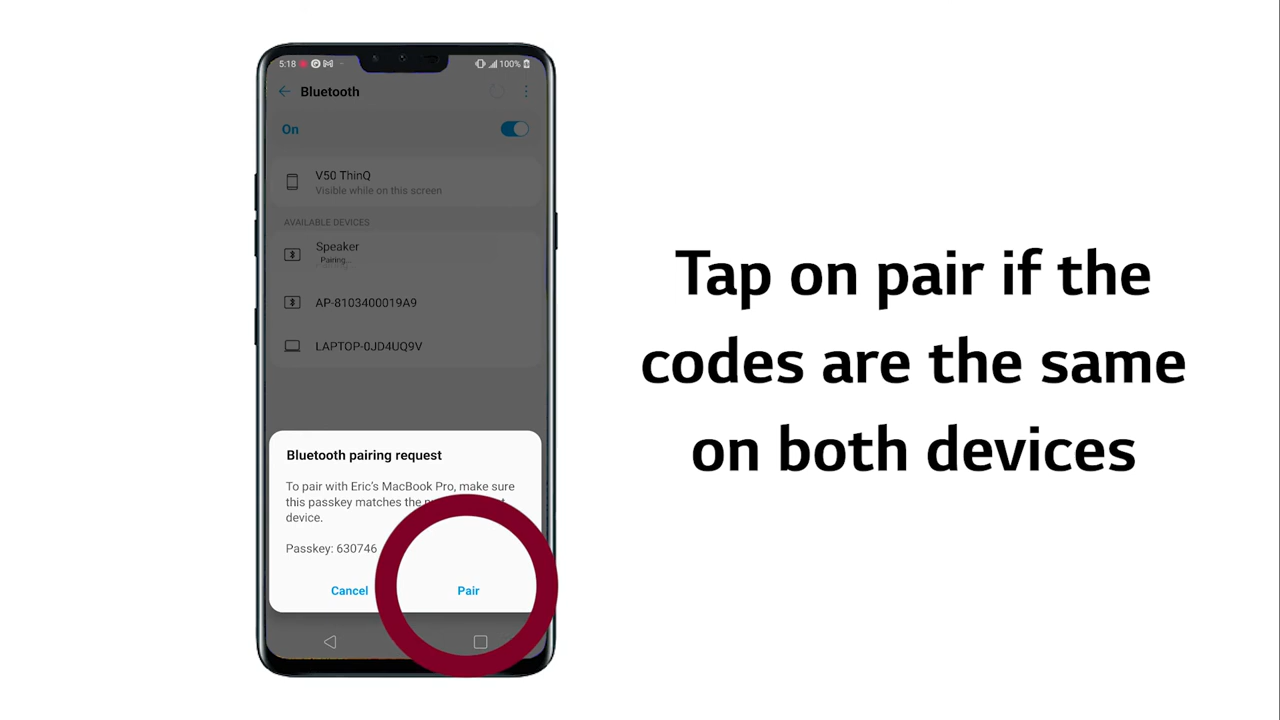 5:18
100%
Bluetooth
On
V50 ThinQ
Visible while on this screen
AVAILABLE DEVICES
Speaker
Pairing...
AP-8103400019A9
LAPTOP-0JD4UQ9V
Bluetooth pairing request
To pair with Eric's MacBook Pro, make sure
this passkey matches the
device.
Passkey: 630746
Cancel
Pair
Tap on pair if the
codes are the same
on both devices